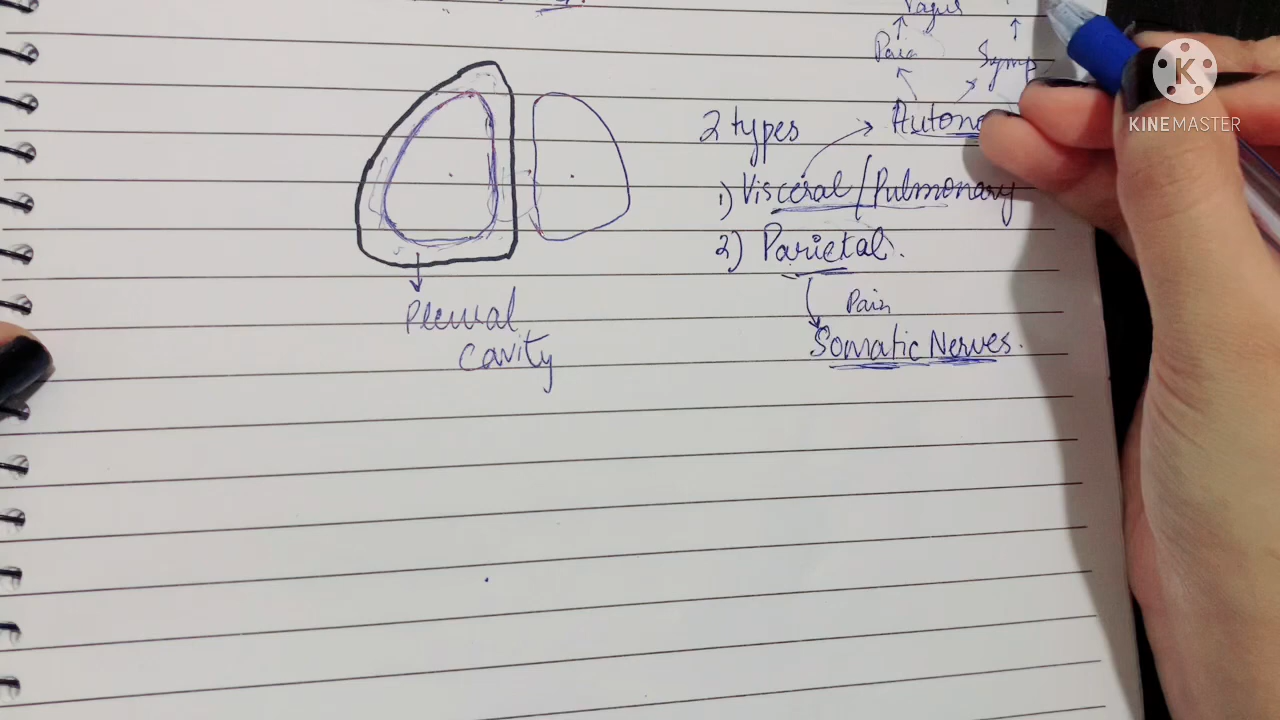 Vagus
Para
Symp
2 types
Autono
1) Visceral/Pulmonary
2) Parietal.
Pain
Somatic Nerves.
Pleural
cavity
K
KINEMASTER